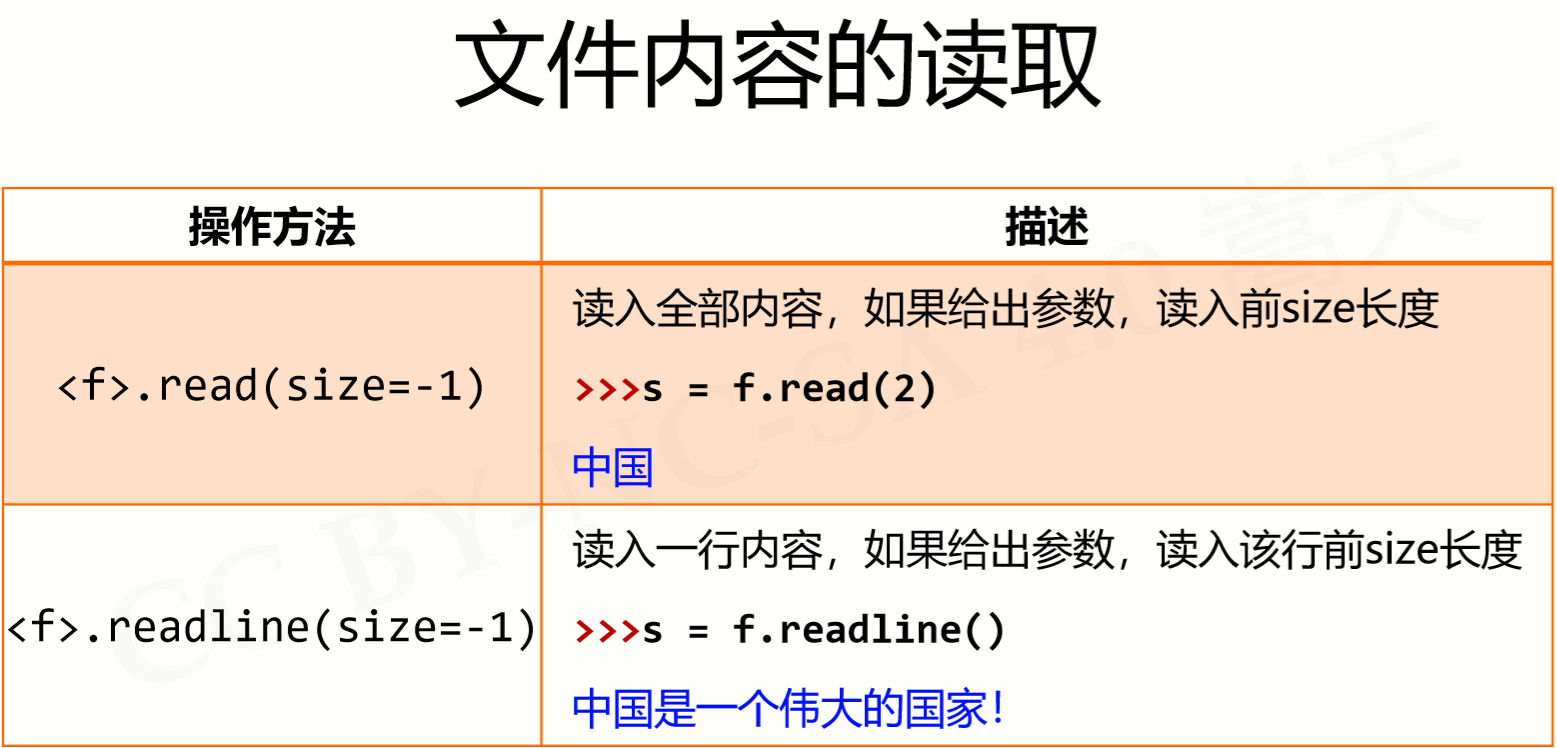 文件内容的读取
操作方法
描述
<f>.read(size=-1)
读入全部内容，如果给出参数，读入前size长度
>>>s = f.read(2)
中国
<f>.readline(size=-1)
读入一行内容，如果给出参数，读入该行前size长度
>>>s = f.readline()
中国是一个伟大的国家！
CC BY-NC-SA 4.0 嵩天